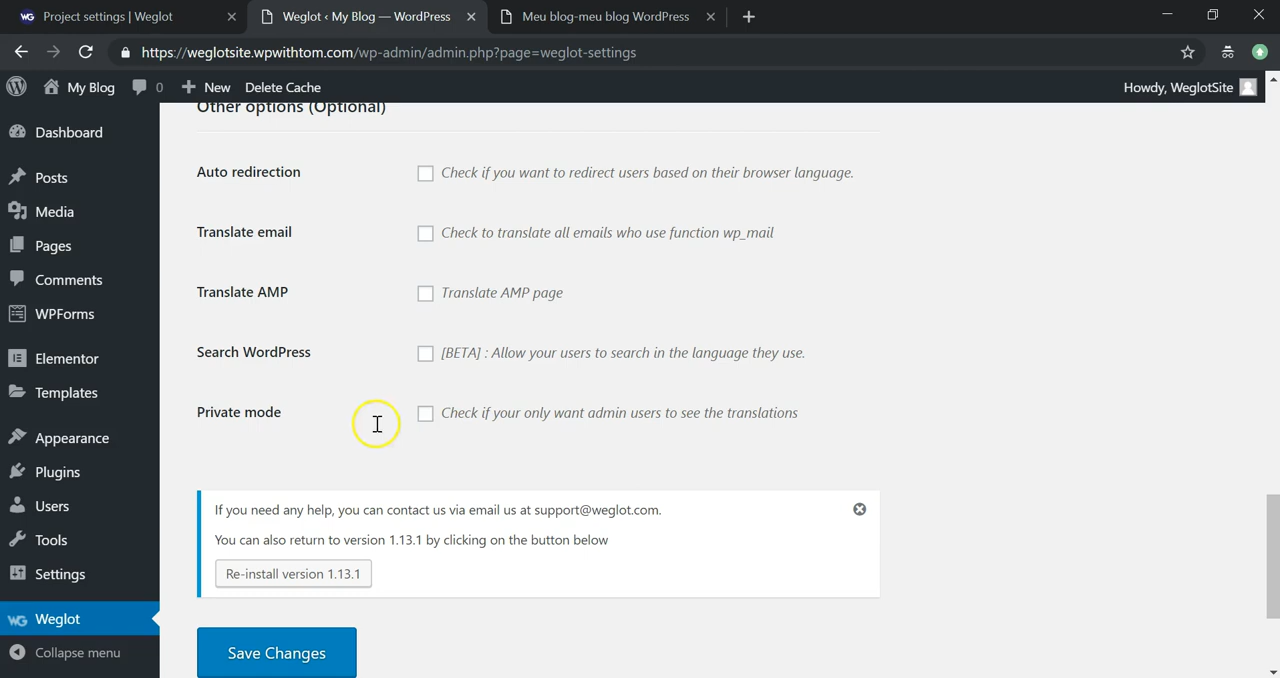 Project settings | Weglot
Weglot ‹ My Blog — WordPress
Meu blog-meu blog WordPress
https://weglotsite.wpwithtom.com/wp-admin/admin.php?page=weglot-settings
My Blog 0 New Delete Cache Howdy, WeglotSite
Dashboard
Posts
Media
Pages
Comments
WPForms
Elementor
Templates
Appearance
Plugins
Users
Tools
Settings
WG Weglot
Collapse menu
Other options (Optional)
Auto redirection Check if you want to redirect users based on their browser language.
Translate email Check to translate all emails who use function wp_mail
Translate AMP Translate AMP page
Search WordPress [BETA] : Allow your users to search in the language they use.
Private mode Check if your only want admin users to see the translations
If you need any help, you can contact us via email us at support@weglot.com.
You can also return to version 1.13.1 by clicking on the button below
Re-install version 1.13.1
Save Changes